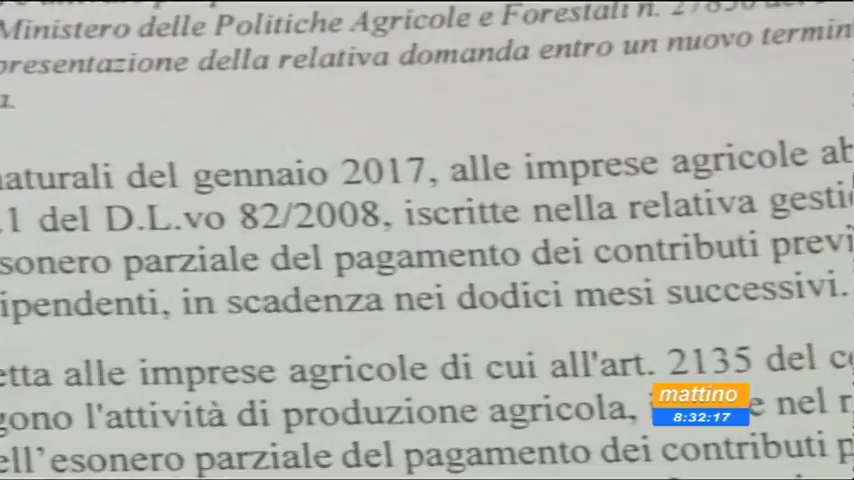 Ministero delle Politiche Agricole e Forestali n.
presentazione della relativa domanda entro un nuovo termin
a.
naturali del gennaio 2017, alle imprese agricole ab
.1 del D.L.vo 82/2008, iscritte nella relativa gesti
sonero parziale del pagamento dei contributi previ
ipendenti, in scadenza nei dodici mesi successivi.
etta alle imprese agricole di cui all'art. 2135 del c
gono l'attività di produzione agricola, e nel r
ell'esonero parziale del pagamento dei contributi p
mattino
8:32:17